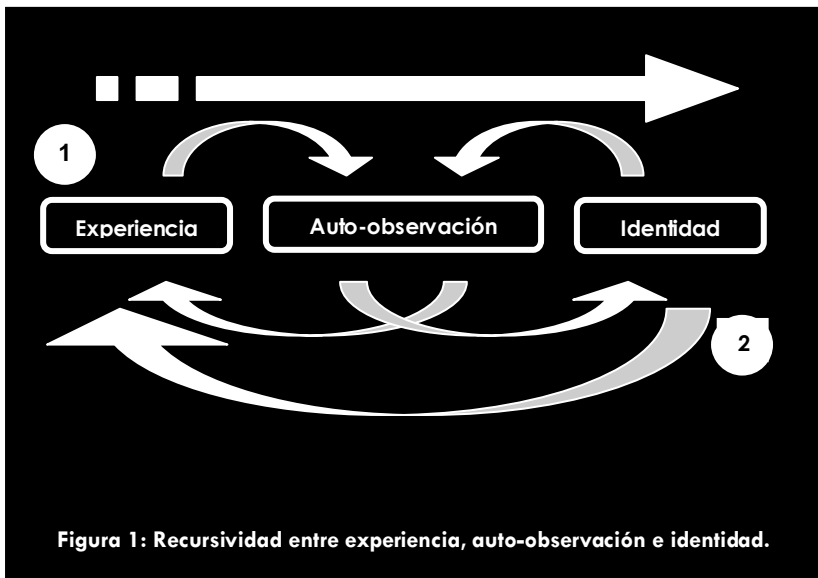 1
Experiencia
Auto-observación
Identidad
2
Figura 1: Recursividad entre experiencia, auto-observación e identidad.